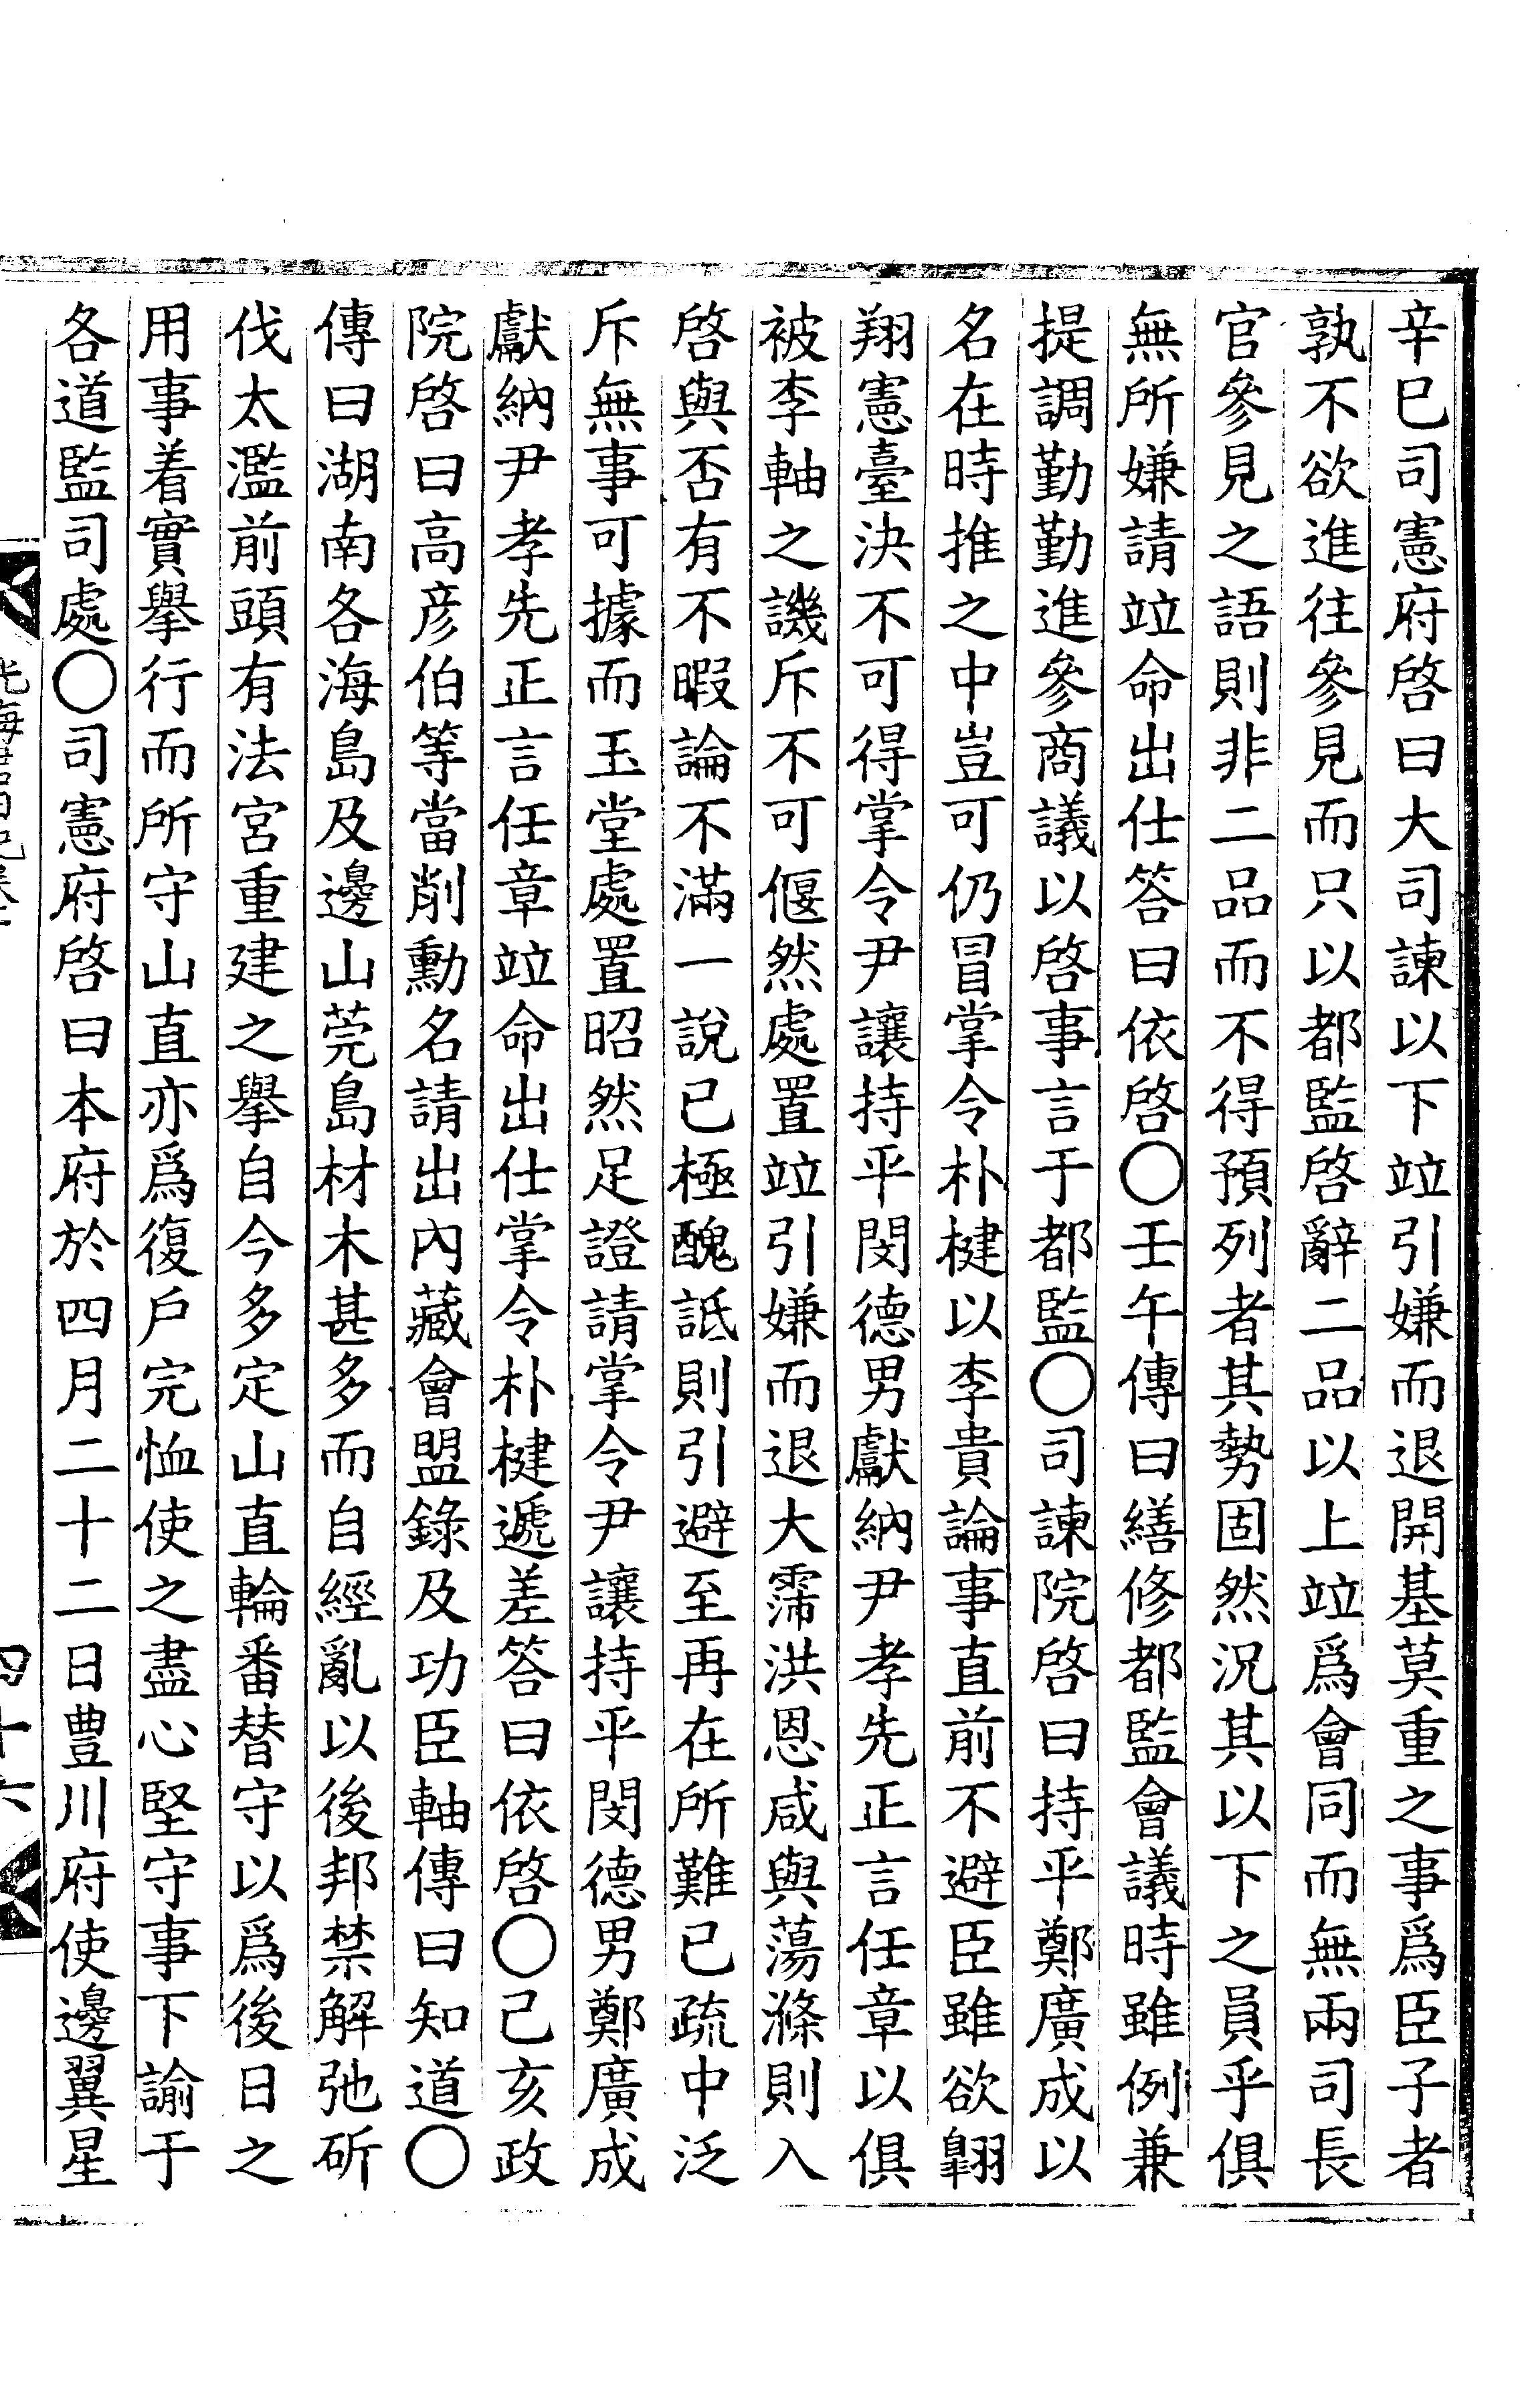 辛巳司憲府啓曰大司諫以下竝引嫌而退開基莫重之事爲臣子者
孰不欲進往參見而只以都監啓辭二品以上竝爲會同而無兩司長
官參見之語則非二品而不得預列者其勢固然況其以下之員乎俱
無所嫌請竝命出仕答曰依啓○壬午傳曰繕修都監會議時雖例兼
提調勤勤進參商議以啓事言于都監○司諫院啓曰持平鄭廣成以
名在時推之中豈可仍冒掌令朴楗以李貴論事直前不避臣雖欲翺
翔憲臺決不可得掌令尹讓持平閔德男獻納尹孝先正言任章以俱
被李軸之譏斥不可偃然處置竝引嫌而退大霈洪恩咸與蕩滌則入
啓與否有不暇論不滿一說已極醜詆則引避至再在所難已疏中泛
斥無事可據而玉堂處置昭然足證請掌令尹讓持平閔德男鄭廣成
獻納尹孝先正言任章竝命出仕掌令朴楗遞差答曰依啓○己亥政
院啓曰高彦伯等當削勳名請出內藏會盟錄及功臣軸傳曰知道○
傳曰湖南各海島及邊山莞島材木甚多而自經亂以後邦禁解弛斫
伐太濫前頭有法宮重建之擧自今多定山直輪番替守以爲後日之
用事着實擧行而所守山直亦爲復戶完恤使之盡心堅守事下諭于
各道監司處○司憲府啓曰本府於四月二十二日豊川府使邊翼星
光海君日記卷
四十六